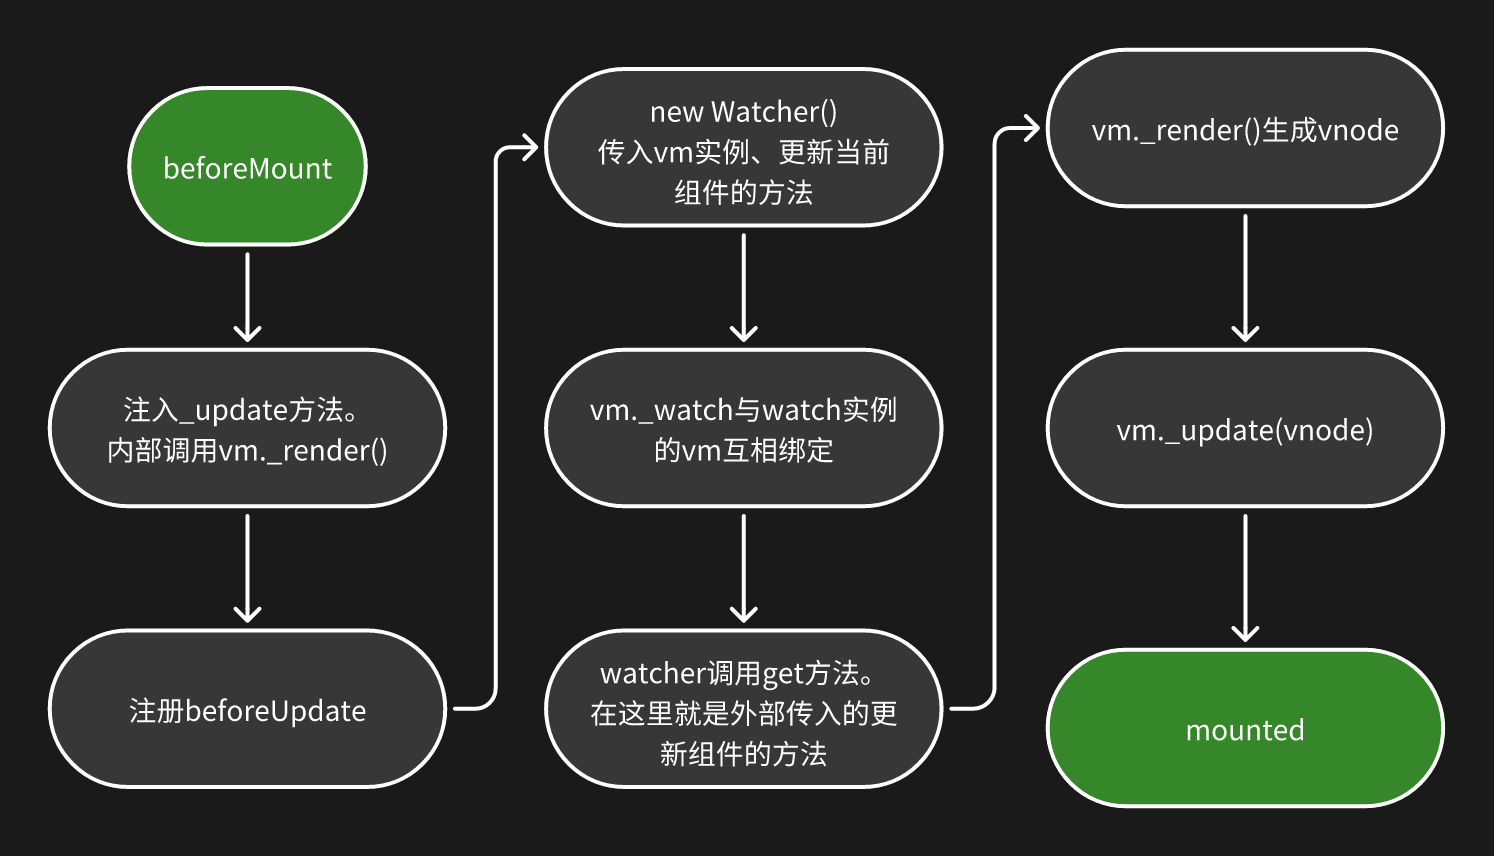 beforeMount
注入_update方法。
内部调用vm._render()
注册beforeUpdate
new Watcher()
传入vm实例、更新当前
组件的方法
vm._watch与watch实例
的vm互相绑定
watcher调用get方法。
在这里就是外部传入的更
新组件的方法
vm._render()生成vnode
vm._update(vnode)
mounted